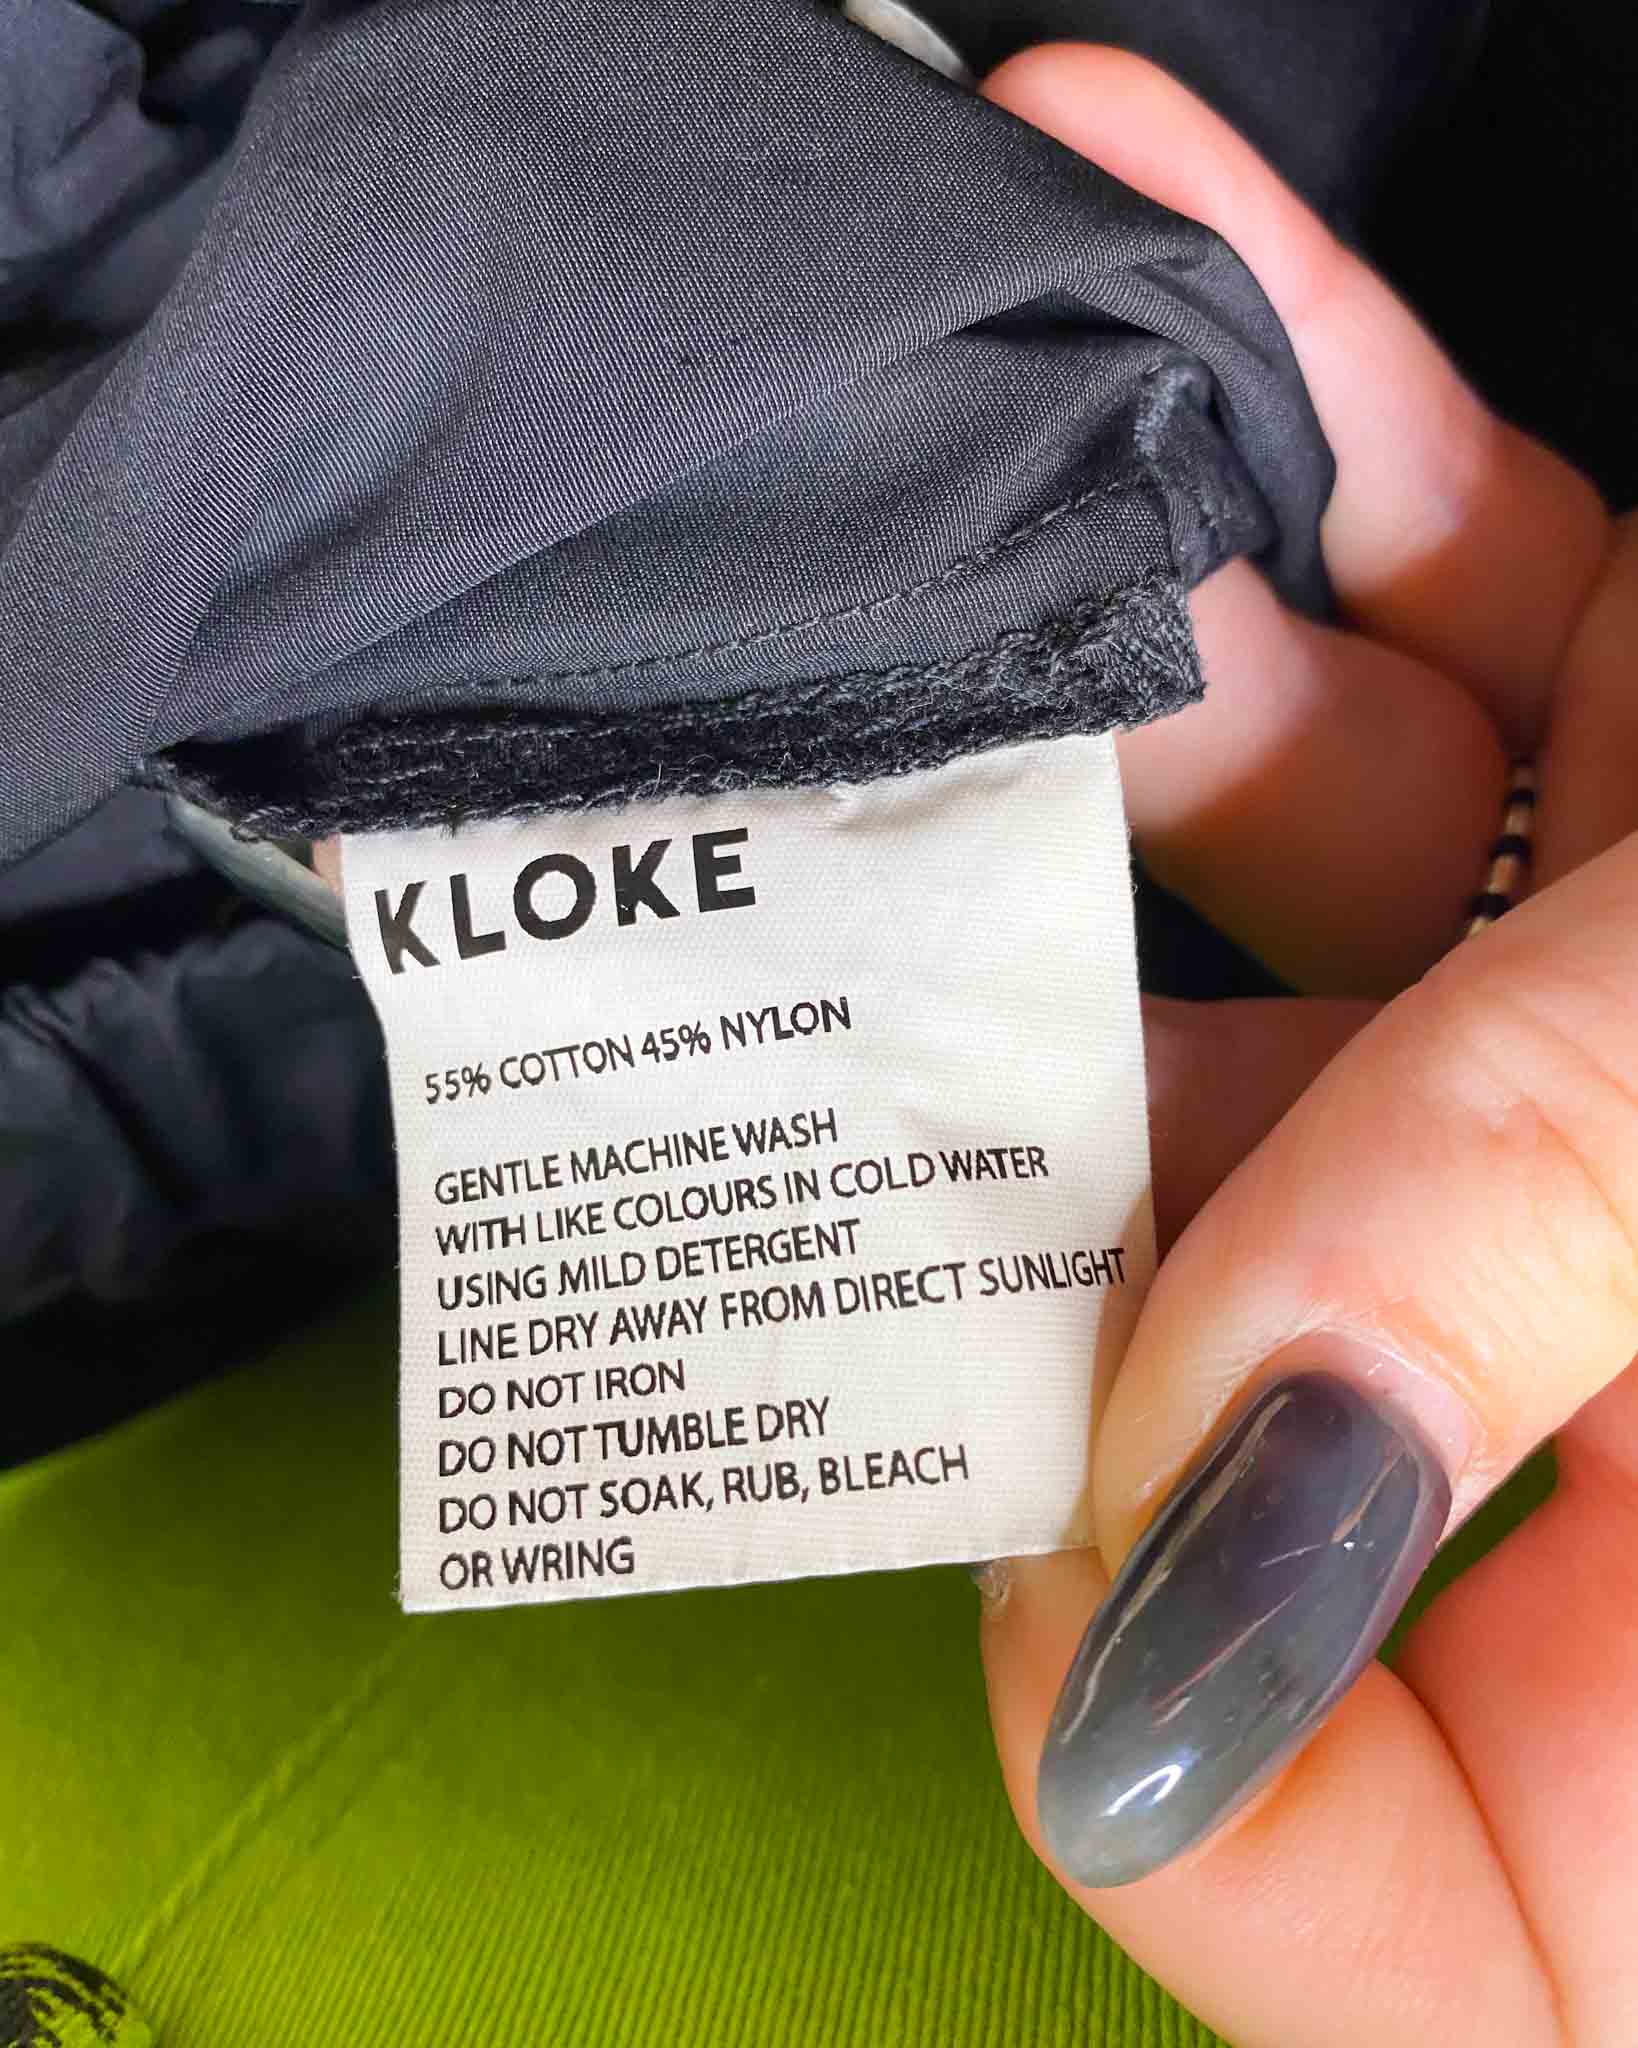 KLOKE
55% COTTON 45% NYLON
GENTLE MACHINE WASH
WITH LIKE COLOURS IN COLD WATER
USING MILD DETERGENT
LINE DRY AWAY FROM DIRECT SUNLIGHT
DO NOT IRON
DO NOT TUMBLE DRY
DO NOT SOAK, RUB, BLEACH
OR WRING